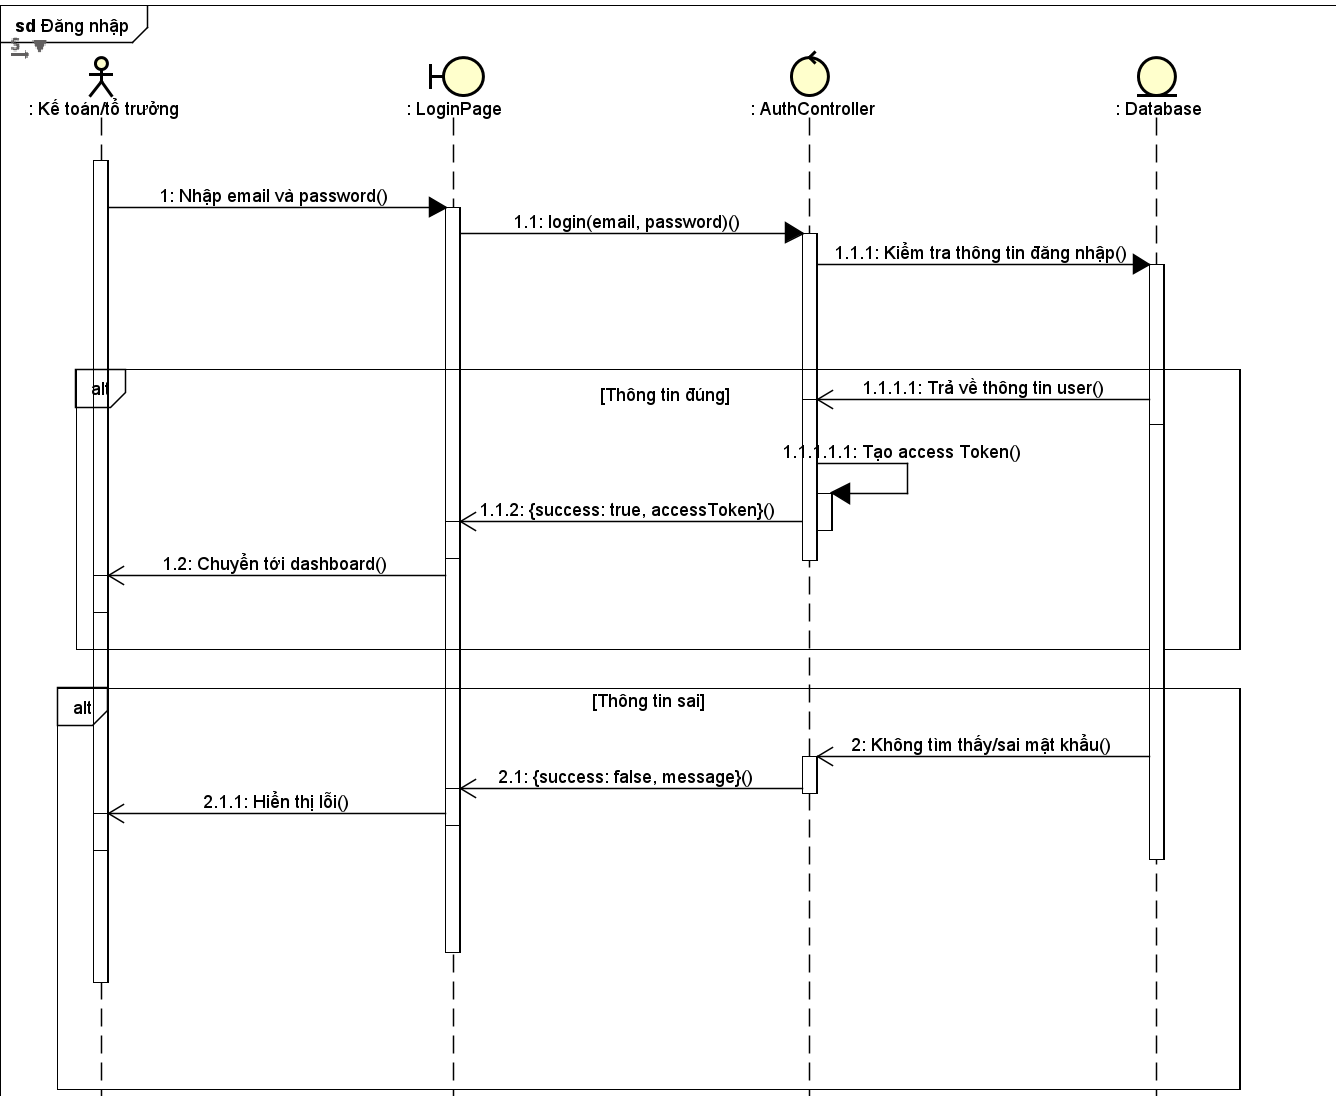 sd Đăng nhập
S
: Kế toán/tổ trưởng
: LoginPage
: AuthController
: Database
1: Nhập email và password()
1.1: login(email, password)()
1.1.1: Kiểm tra thông tin đăng nhập()
alt
[Thông tin đúng]
1.1.1.1: Trả về thông tin user()
1.1.1.1.1: Tạo access Token()
1.1.2: {success: true, accessToken}()
1.2: Chuyển tới dashboard()
alt
[Thông tin sai]
2: Không tìm thấy/sai mật khẩu()
2.1: {success: false, message}()
2.1.1: Hiển thị lỗi()